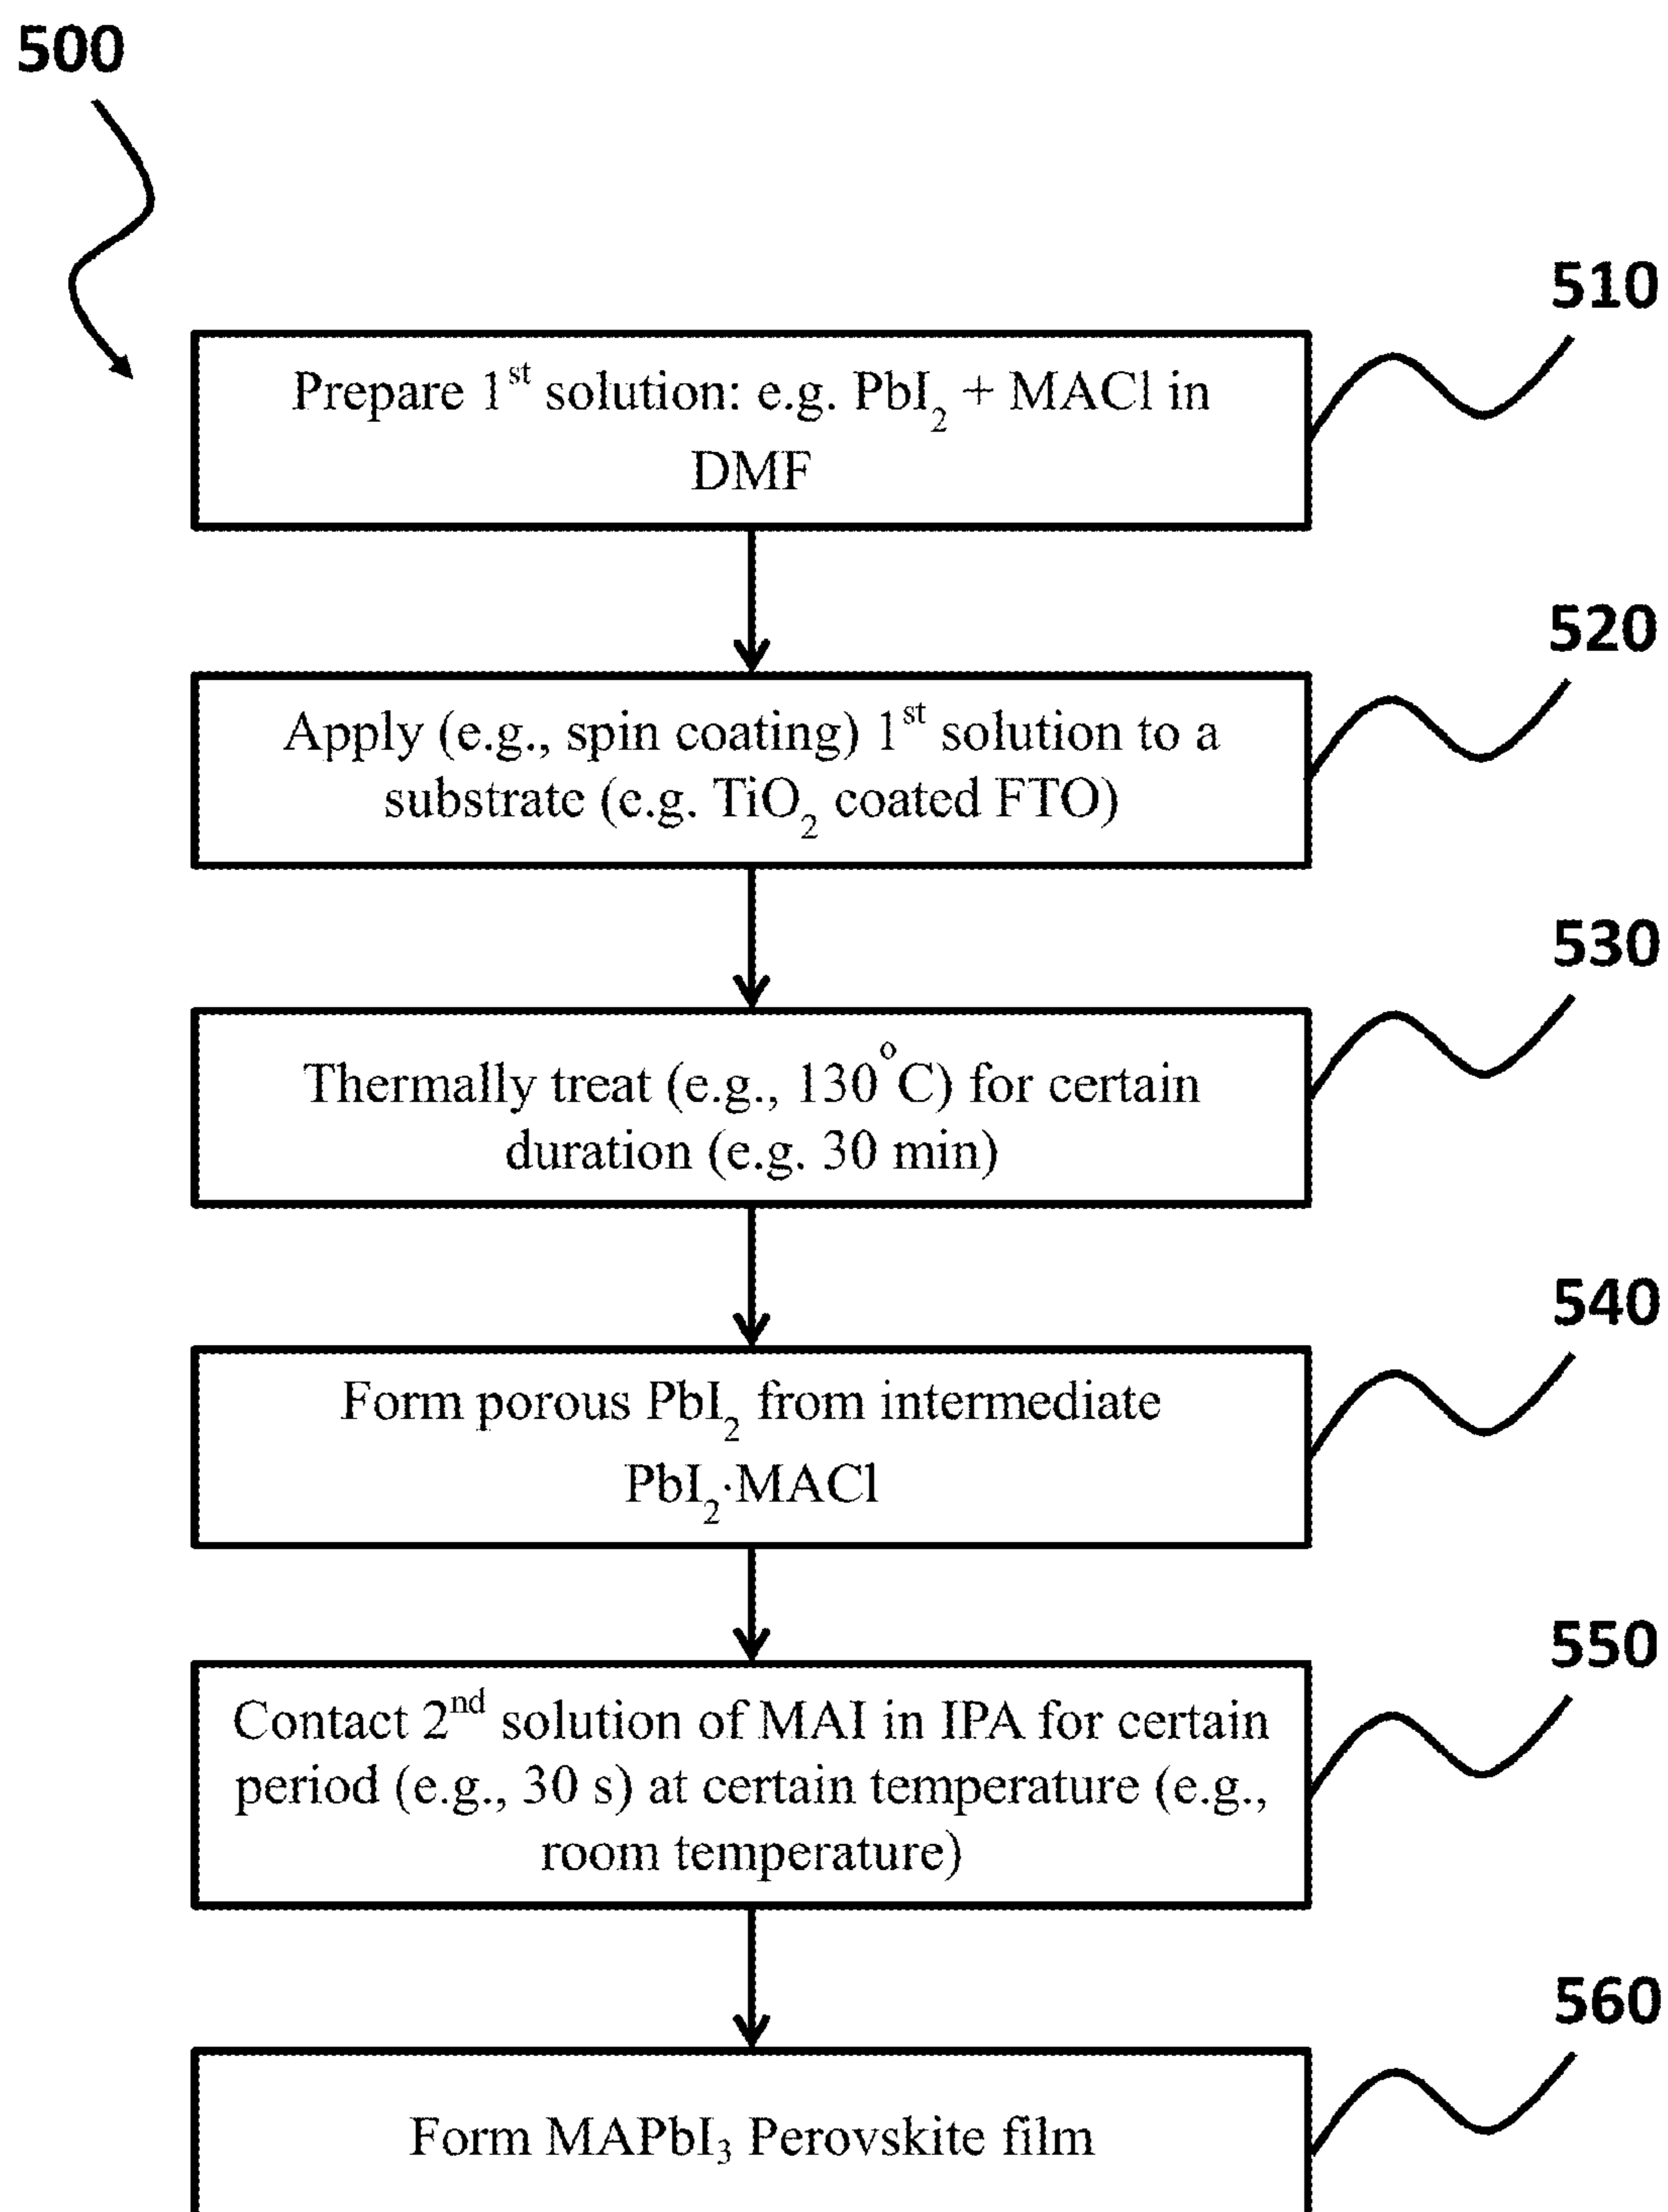 500
510
Prepare 1st solution: e.g. PbI2 + MACl in
DMF
520
Apply (e.g., spin coating) 1st solution to a
substrate (e.g. TiO2 coated FTO)
530
Thermally treat (e.g., 130°C) for certain
duration (e.g. 30 min)
540
Form porous PbI2 from intermediate
PbI2·MACl
550
Contact 2nd solution of MAI in IPA for certain
period (e.g., 30 s) at certain temperature (e.g.,
room temperature)
560
Form MAPbI3 Perovskite film